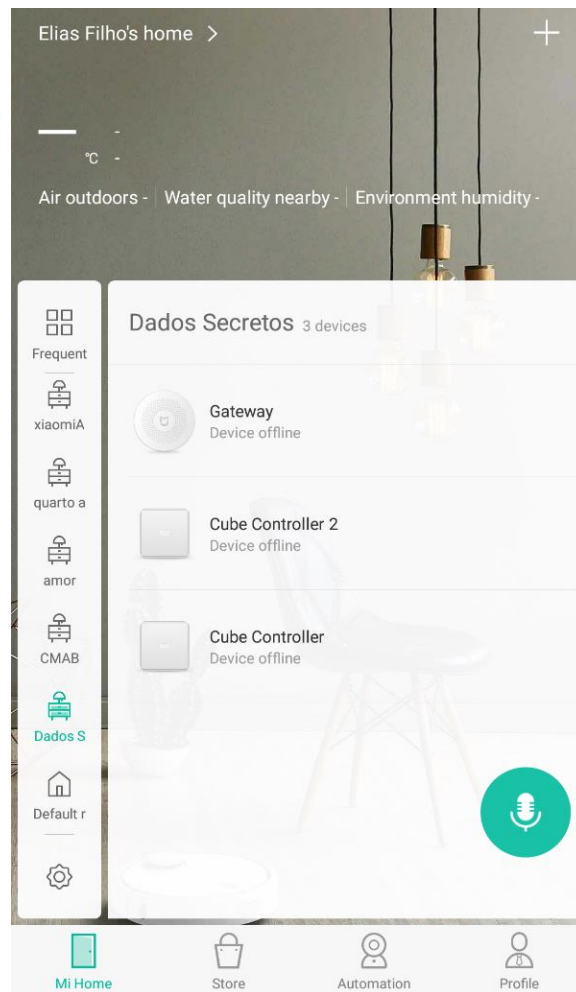 Elias Filho's home >
-
°C -
Air outdoors - | Water quality nearby - | Environment humidity -
Frequent
xiaomiA
quarto a
amor
CMAB
Dados S
Default r
Dados Secretos 3 devices
Gateway
Device offline
Cube Controller 2
Device offline
Cube Controller
Device offline
Mi Home
Store
Automation
Profile